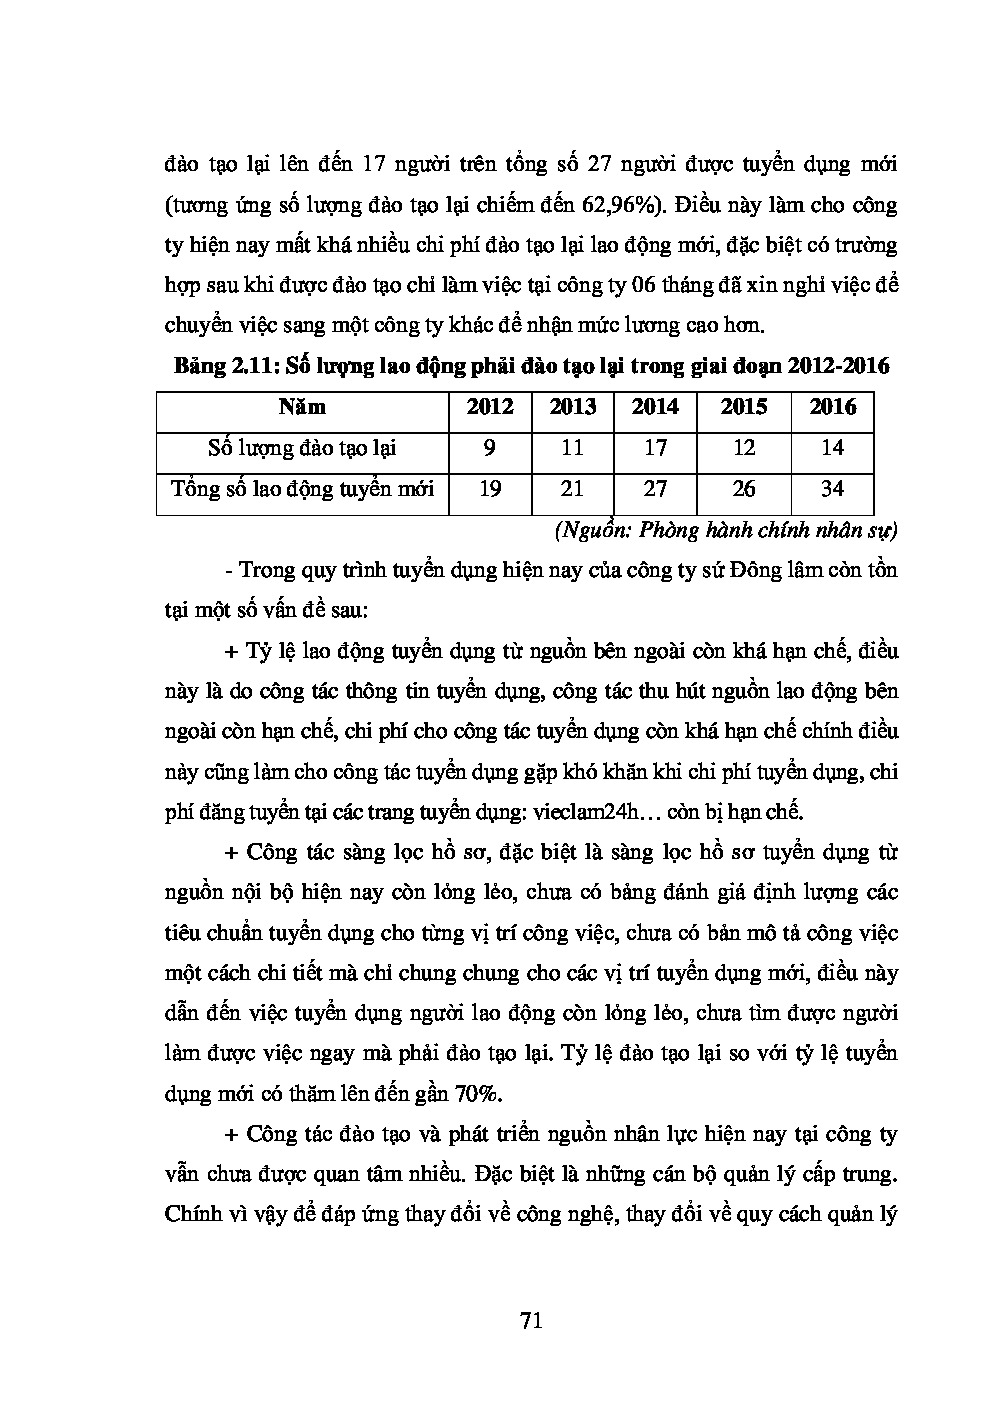 đào tạo lại lên đến 17 người trên tổng số 27 người được tuyển dụng mới
(tương ứng số lượng đào tạo lại chiếm đến 62,96%). Điều này làm cho công
ty hiện nay mất khá nhiều chi phí đào tạo lại lao động mới, đặc biệt có trường
hợp sau khi được đào tạo chỉ làm việc tại công ty 06 tháng đã xin nghỉ việc để
chuyển việc sang một công ty khác để nhận mức lương cao hơn.
Bảng 2.11: Số lượng lao động phải đào tạo lại trong giai đoạn 2012-2016
Năm 2012 2013 2014 2015 2016
Số lượng đào tạo lại 9 11 17 12 14
Tổng số lao động tuyển mới 19 21 27 26 34
(Nguồn: Phòng hành chính nhân sự)
- Trong quy trình tuyển dụng hiện nay của công ty sứ Đông lâm còn tồn
tại một số vấn đề sau:
+ Tỷ lệ lao động tuyển dụng từ nguồn bên ngoài còn khá hạn chế, điều
này là do công tác thông tin tuyển dụng, công tác thu hút nguồn lao động bên
ngoài còn hạn chế, chi phí cho công tác tuyển dụng còn khá hạn chế chính điều
này cũng làm cho công tác tuyển dụng gặp khó khăn khi chi phí tuyển dụng, chi
phí đăng tuyển tại các trang tuyển dụng: vieclam24h… còn bị hạn chế.
+ Công tác sàng lọc hồ sơ, đặc biệt là sàng lọc hồ sơ tuyển dụng từ
nguồn nội bộ hiện nay còn lỏng lẻo, chưa có bảng đánh giá định lượng các
tiêu chuẩn tuyển dụng cho từng vị trí công việc, chưa có bản mô tả công việc
một cách chi tiết mà chỉ chung chung cho các vị trí tuyển dụng mới, điều này
dẫn đến việc tuyển dụng người lao động còn lỏng lẻo, chưa tìm được người
làm được việc ngay mà phải đào tạo lại. Tỷ lệ đào tạo lại so với tỷ lệ tuyển
dụng mới có thăm lên đến gần 70%.
+ Công tác đào tạo và phát triển nguồn nhân lực hiện nay tại công ty
vẫn chưa được quan tâm nhiều. Đặc biệt là những cán bộ quản lý cấp trung.
Chính vì vậy để đáp ứng thay đổi về công nghệ, thay đổi về quy cách quản lý
71